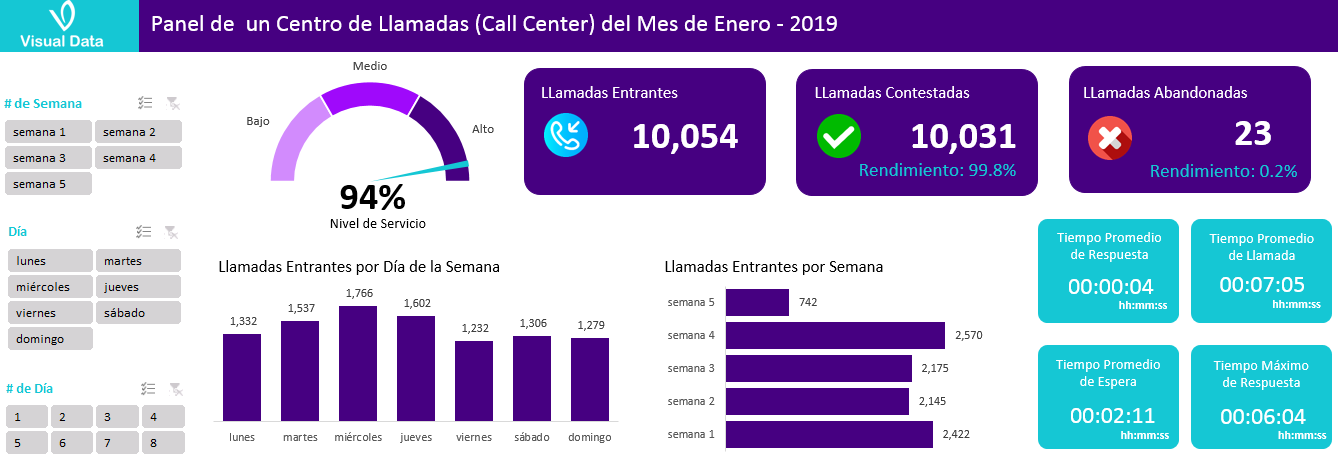 Visual Data
Panel de un Centro de Llamadas (Call Center) del Mes de Enero - 2019
# de Semana
semana 1
semana 2
semana 3
semana 4
semana 5
Día
lunes
martes
miércoles
jueves
viernes
sábado
domingo
# de Día
1
2
3
4
5
6
7
8
Bajo
Medio
Alto
94%
Nivel de Servicio
LLamadas Entrantes
10,054
LLamadas Contestadas
10,031
Rendimiento: 99.8%
LLamadas Abandonadas
23
Rendimiento: 0.2%
Llamadas Entrantes por Día de la Semana
1,332
1,537
1,766
1,602
1,232
1,306
1,279
lunes
martes
miércoles
jueves
viernes
sábado
domingo
Llamadas Entrantes por Semana
semana 5
742
semana 4
2,570
semana 3
2,175
semana 2
2,145
semana 1
2,422
Tiempo Promedio
de Respuesta
00:00:04
hh:mm:ss
Tiempo Promedio
de Llamada
00:07:05
hh:mm:ss
Tiempo Promedio
de Espera
00:02:11
hh:mm:ss
Tiempo Máximo
de Respuesta
00:06:04
hh:mm:ss